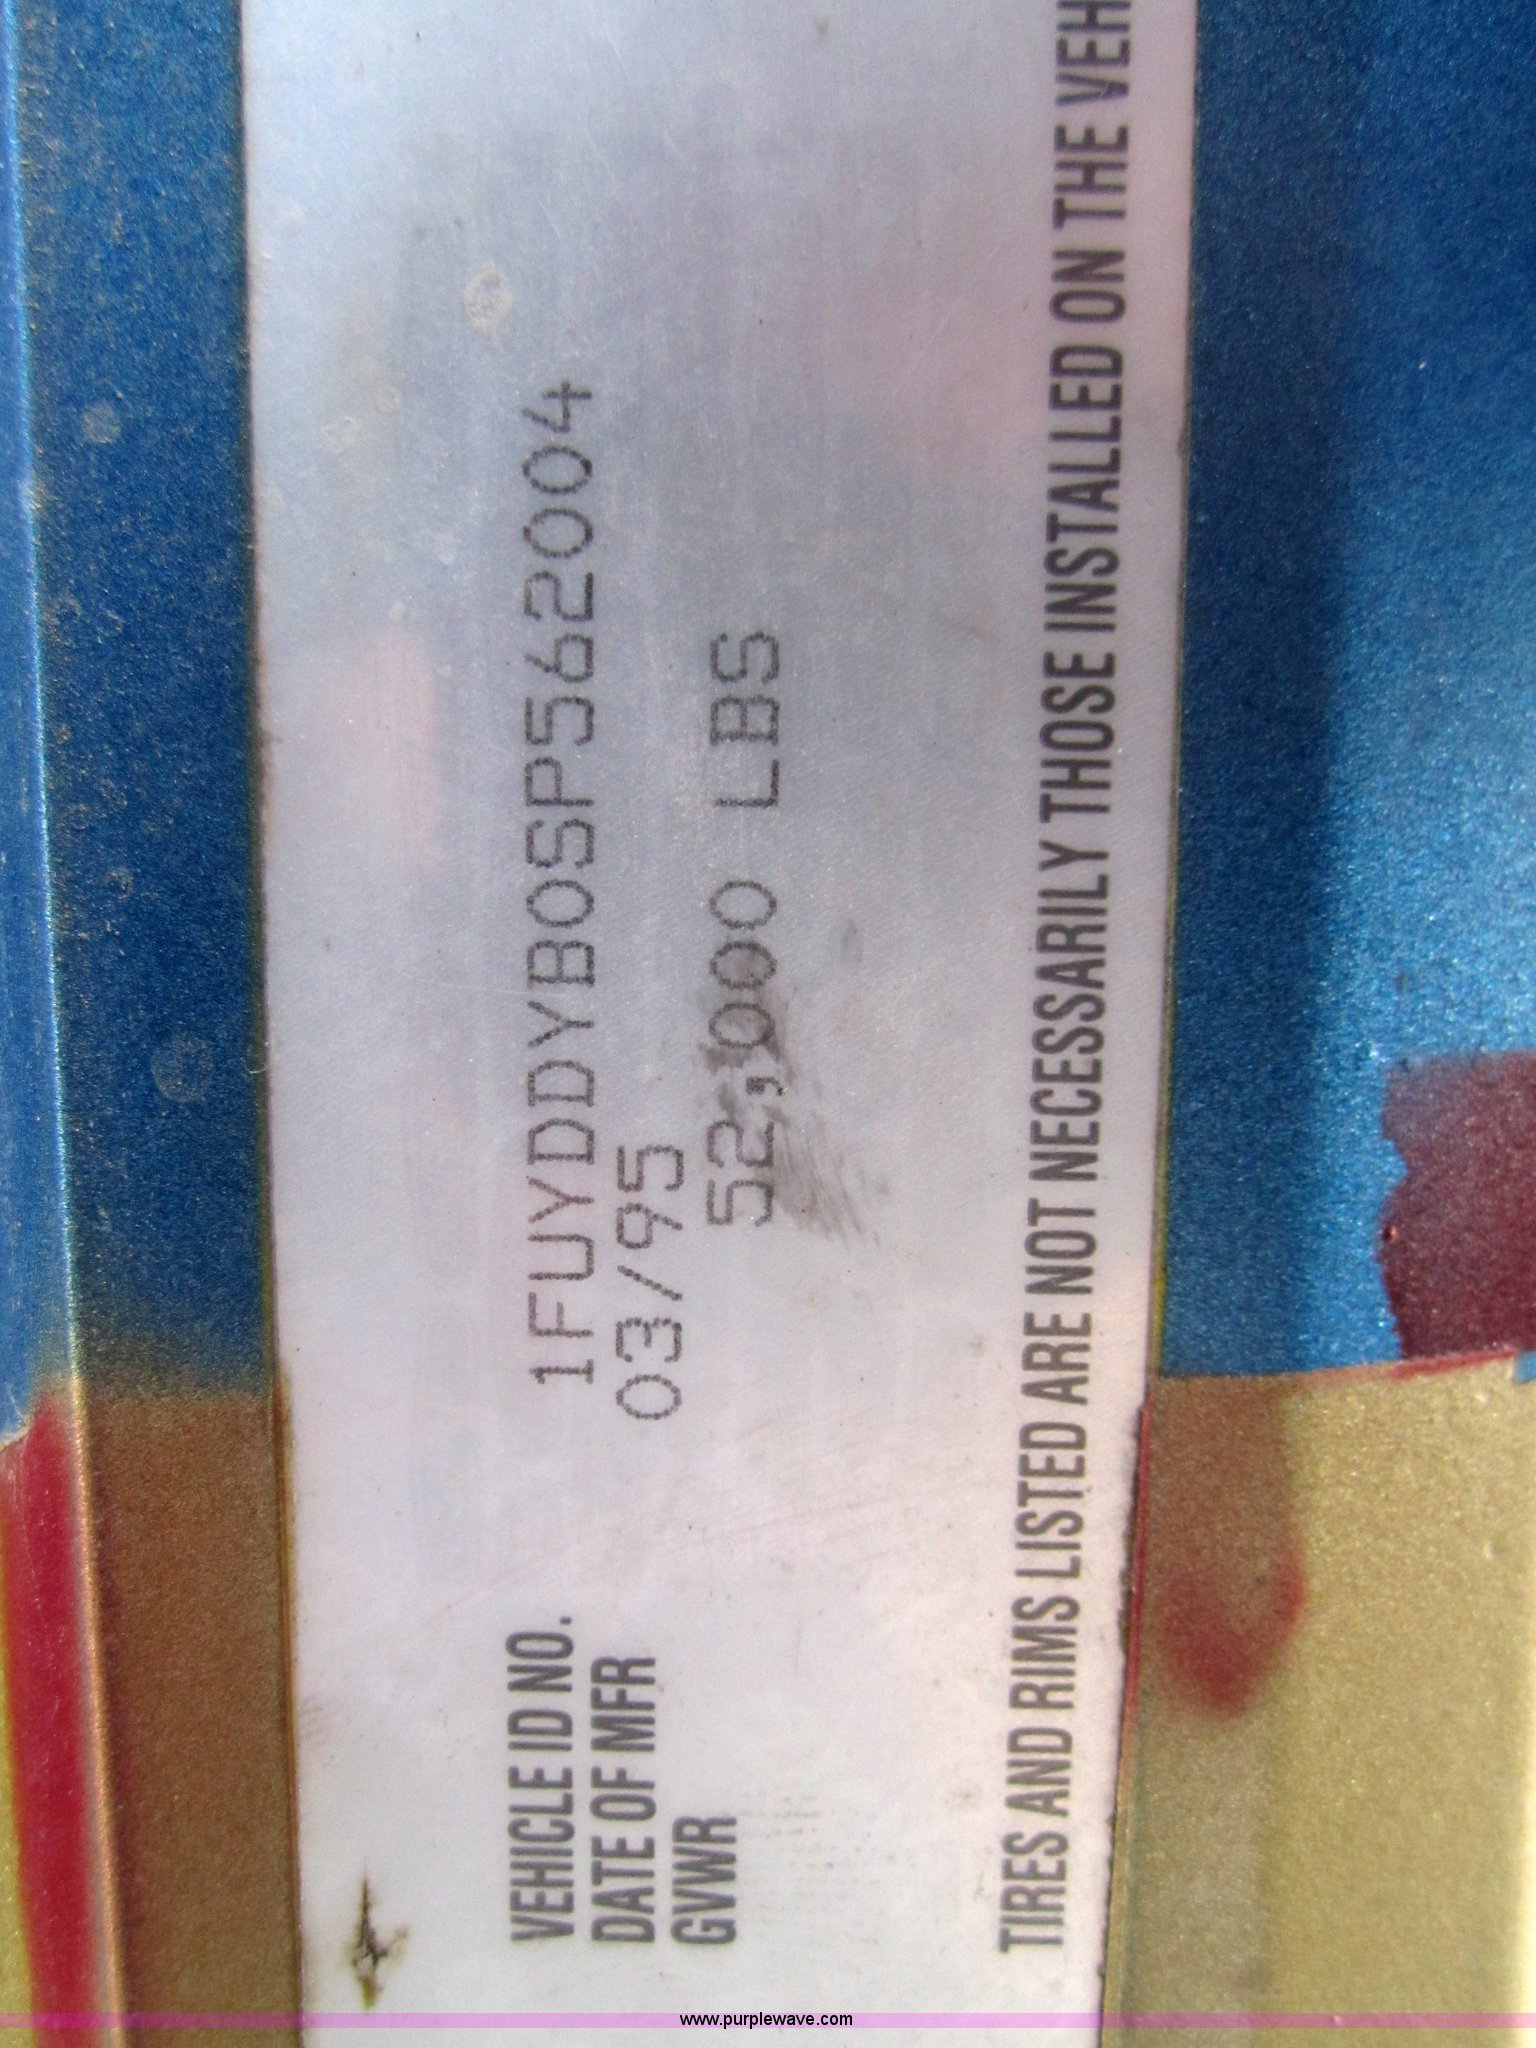 VEHICLE ID NO. 1FUYDDYB0SP562004
DATE OF MFR 03/95
GVWR 52,000 LBS
TIRES AND RIMS LISTED ARE NOT NECESSARILY THOSE INSTALLED ON THE VEH
www.purplewave.com